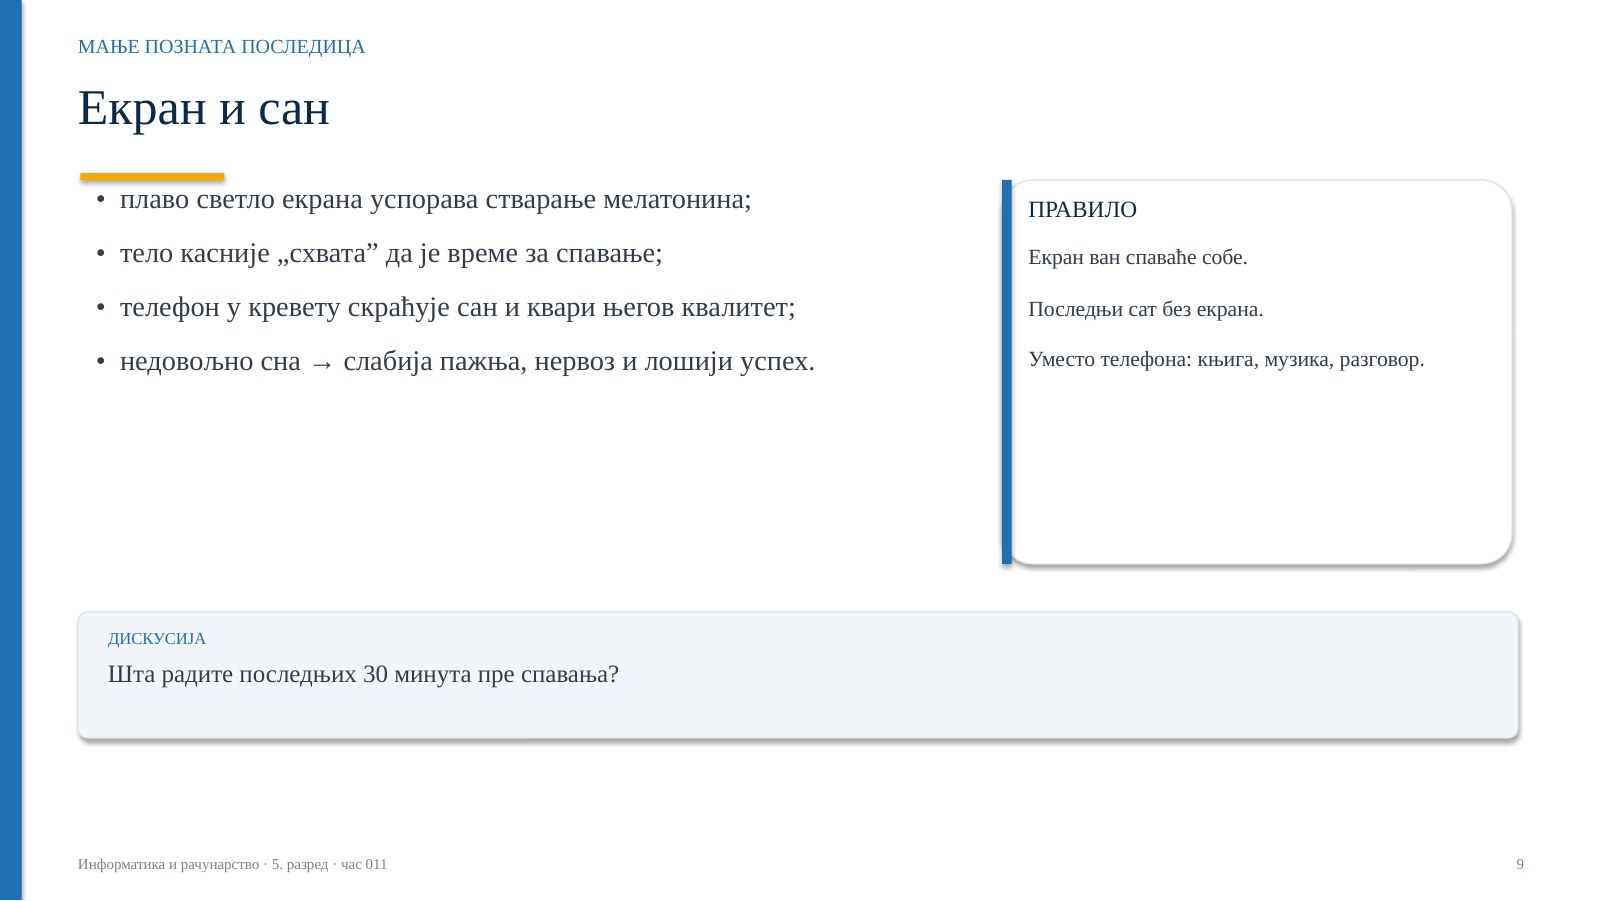 МАЊЕ ПОЗНАТА ПОСЛЕДИЦА
Екран и сан
• плаво светло екрана успорава стварање мелатонина;
• тело касније „схвата” да је време за спавање;
• телефон у кревету скраћује сан и квари његов квалитет;
• недовољно сна → слабија пажња, нервоз и лошији успех.
ПРАВИЛО
Екран ван спаваће собе.
Последњи сат без екрана.
Уместо телефона: књига, музика, разговор.
ДИСКУСИЈА
Шта радите последњих 30 минута пре спавања?
Информатика и рачунарство · 5. разред · час 011
9